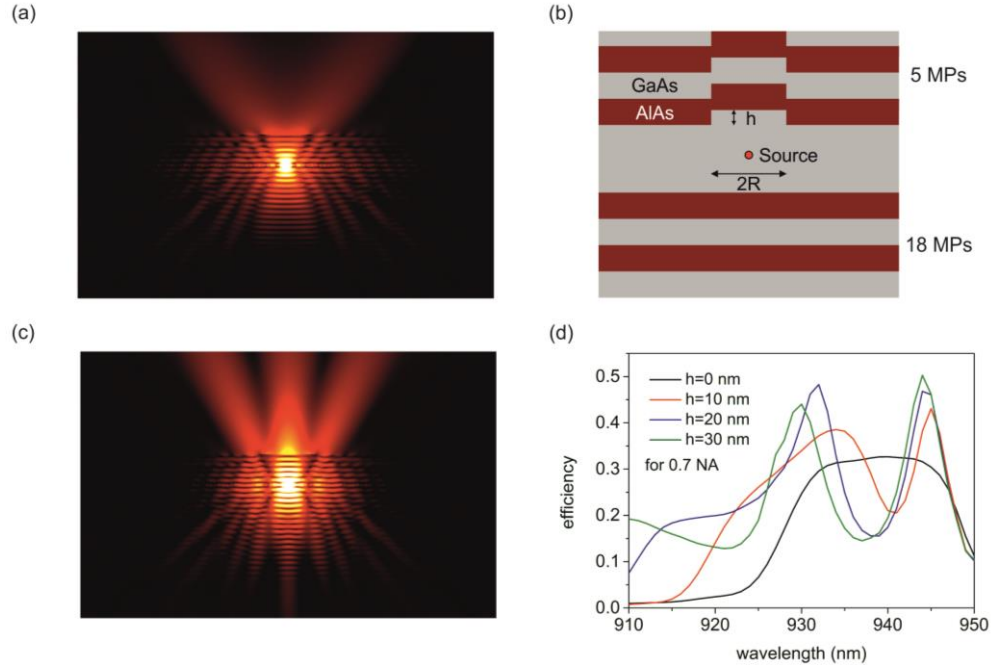 (a)
(b)
GaAs
AlAs
h
Source
2R
5 MPs
18 MPs
(c)
(d)
efficiency
0.5
0.4
0.3
0.2
0.1
0.0
h=0 nm
h=10 nm
h=20 nm
h=30 nm
for 0.7 NA
910 920 930 940 950
wavelength (nm)